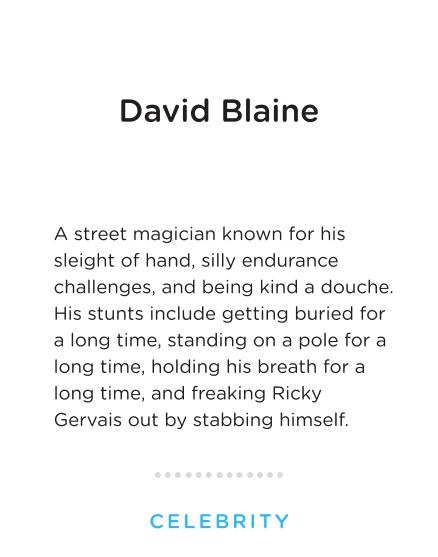 David Blaine
A street magician known for his
sleight of hand, silly endurance
challenges, and being kind a douche.
His stunts include getting buried for
a long time, standing on a pole for a
long time, holding his breath for a
long time, and freaking Ricky
Gervais out by stabbing himself.
CELEBRITY